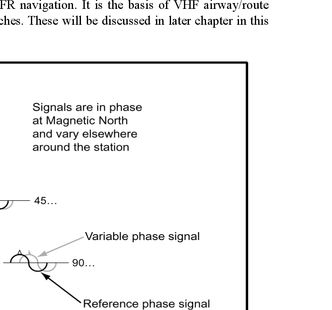 FR navigation. It is the basis of VHF airway/route
ches. These will be discussed in later chapter in this
Signals are in phase
at Magnetic North
and vary elsewhere
around the station
45…
Variable phase signal
90…
Reference phase signal